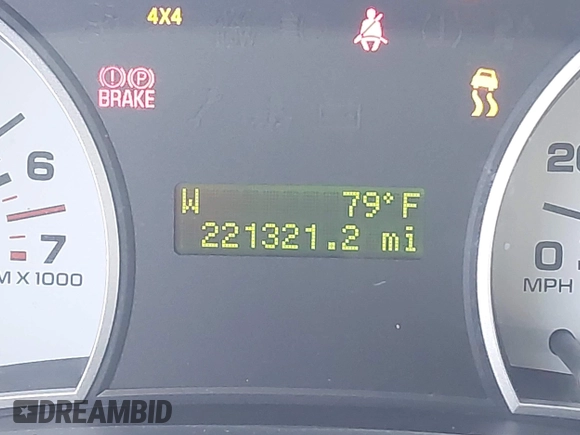 4X4
BRAKE
W 79°F
221321.2 mi
6
7
M X 1000
20
0
MPH
DREAMBID